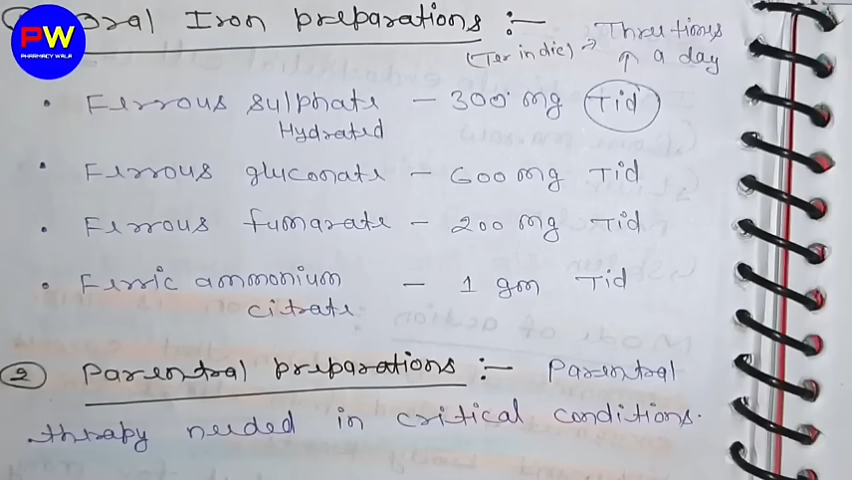 oral Iron preparations :-
PW
PHARMACY WALA
(Ter in die) → Three times
↑ a day
• Ferrous sulphate - 300 mg Tid
Hydrated
• Ferrous gluconate - 600 mg Tid
• Ferrous fumarate - 200 mg Tid
• Ferric ammonium - 1 gm Tid
citrate
② Parentral preparations :- Parentral
therapy needed in critical conditions.